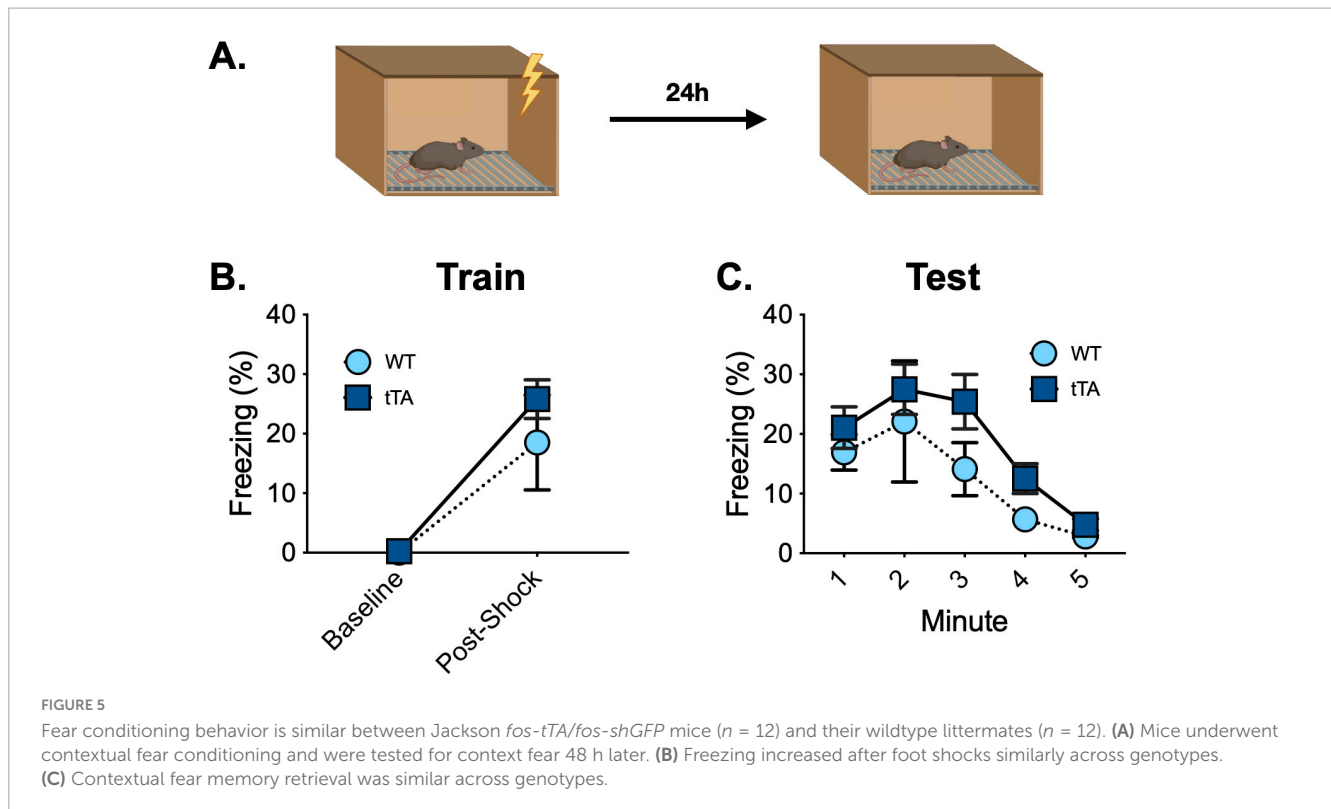 A.
24h
B.
Train
40
30
20
10
0
Freezing (%)
WT
tTA
Baseline
Post-Shock
C.
Test
40
30
20
10
0
Freezing (%)
WT
tTA
1
2
3
4
5
Minute
FIGURE 5
Fear conditioning behavior is similar between Jackson fos-tTA/fos-shGFP mice (n = 12) and their wildtype littermates (n = 12). (A) Mice underwent
contextual fear conditioning and were tested for context fear 48 h later. (B) Freezing increased after foot shocks similarly across genotypes.
(C) Contextual fear memory retrieval was similar across genotypes.